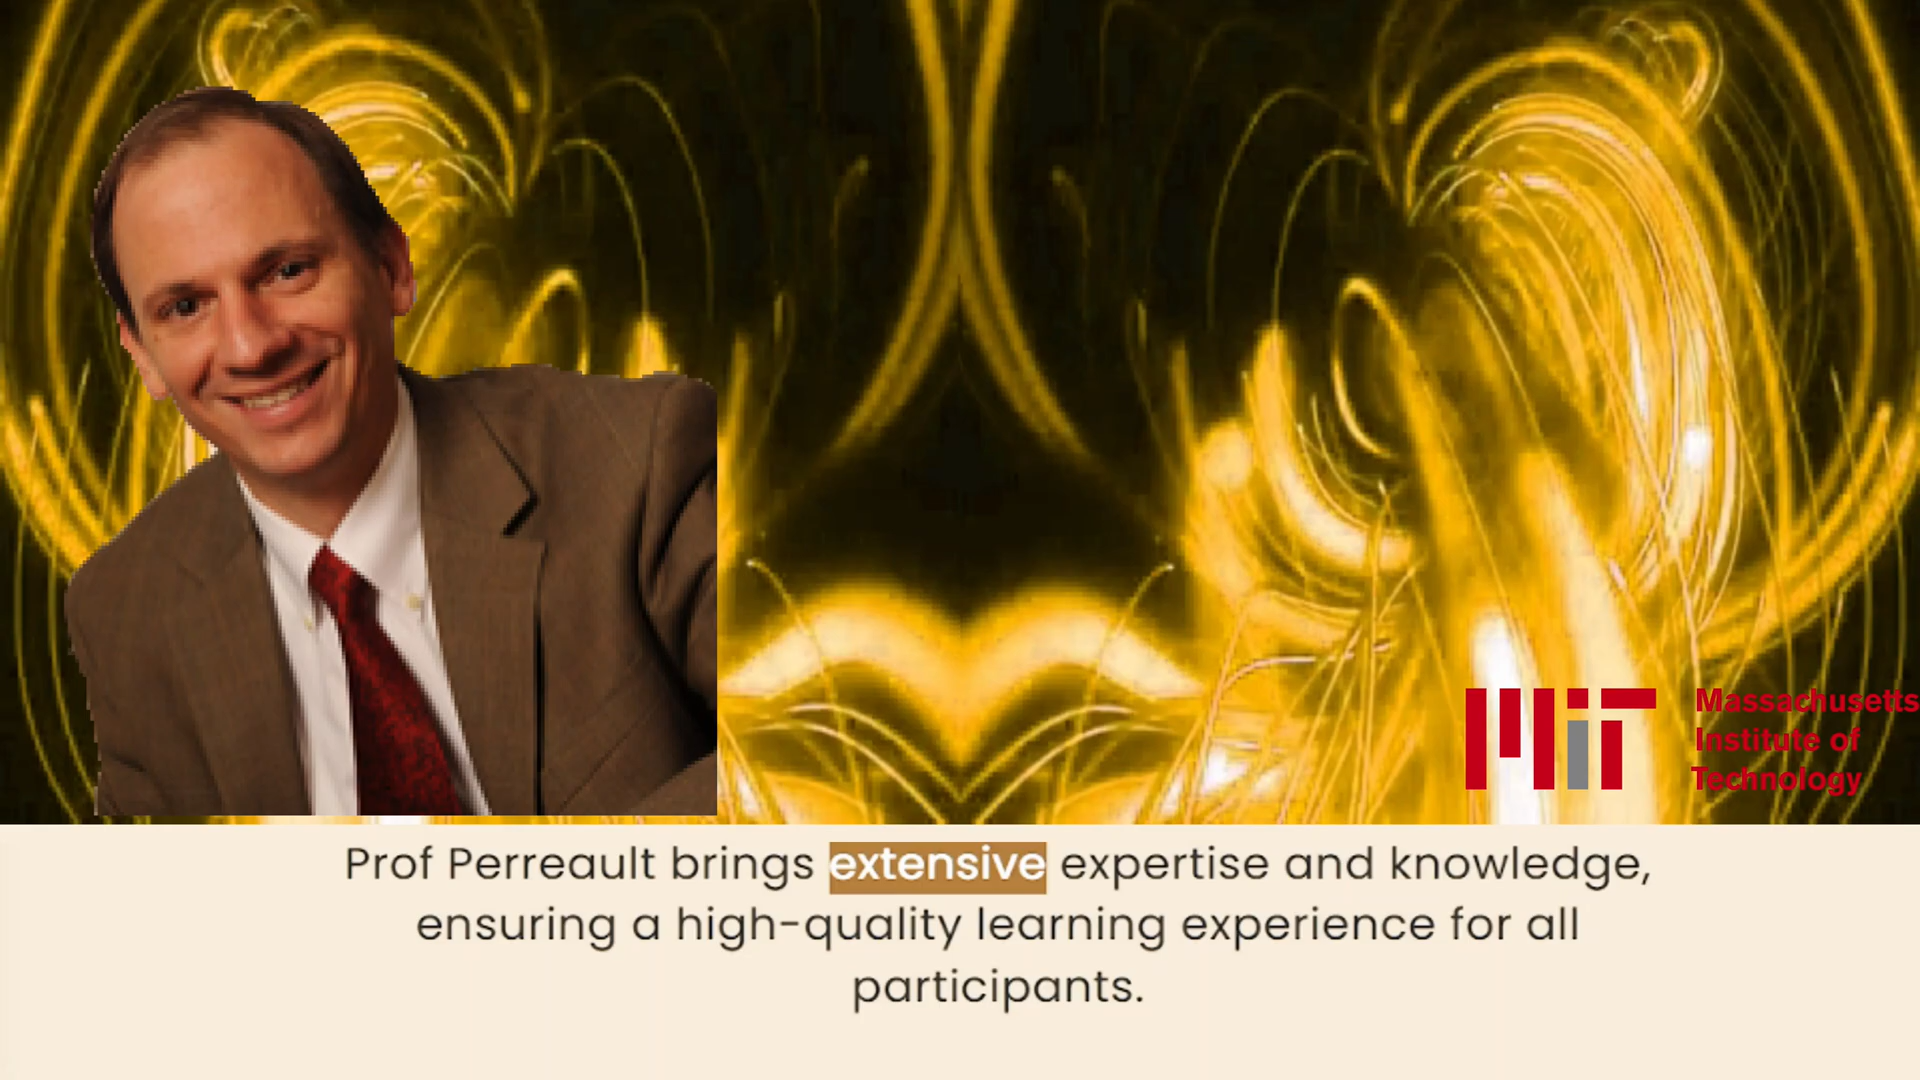 MIT
Massachusetts
Institute of
Technology
Prof Perreault brings extensive expertise and knowledge,
ensuring a high-quality learning experience for all
participants.